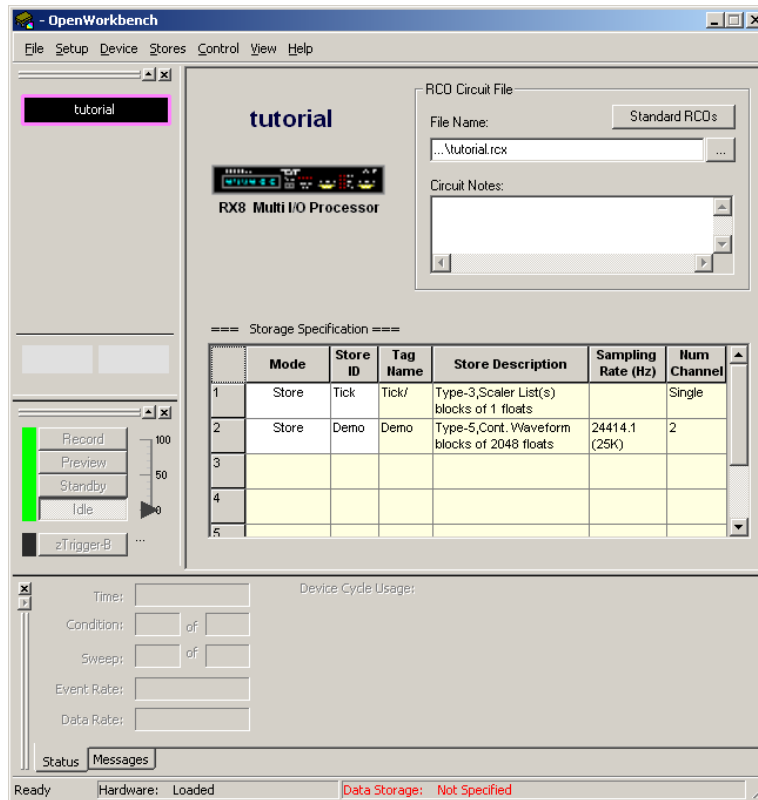 - OpenWorkbench
File Setup Device Stores Control View Help
tutorial
tutorial
RX8 Multi I/O Processor
RCO Circuit File
File Name:
Standard RCOs
...\tutorial.rcx
...
Circuit Notes:
=== Storage Specification ===
Mode Store ID Tag Name Store Description Sampling Rate (Hz) Num Channel
1 Store Tick Tick/ Type-3,Scaler List(s) blocks of 1 floats Single
2 Store Demo Demo Type-5,Cont. Waveform blocks of 2048 floats 24414.1 (25K) 2
3
4
5
Record
Preview
Standby
Idle
100
50
0
zTrigger-B ...
Time:
Condition: of
Sweep: of
Event Rate:
Data Rate:
Device Cycle Usage:
Status Messages
Ready Hardware: Loaded Data Storage: Not Specified